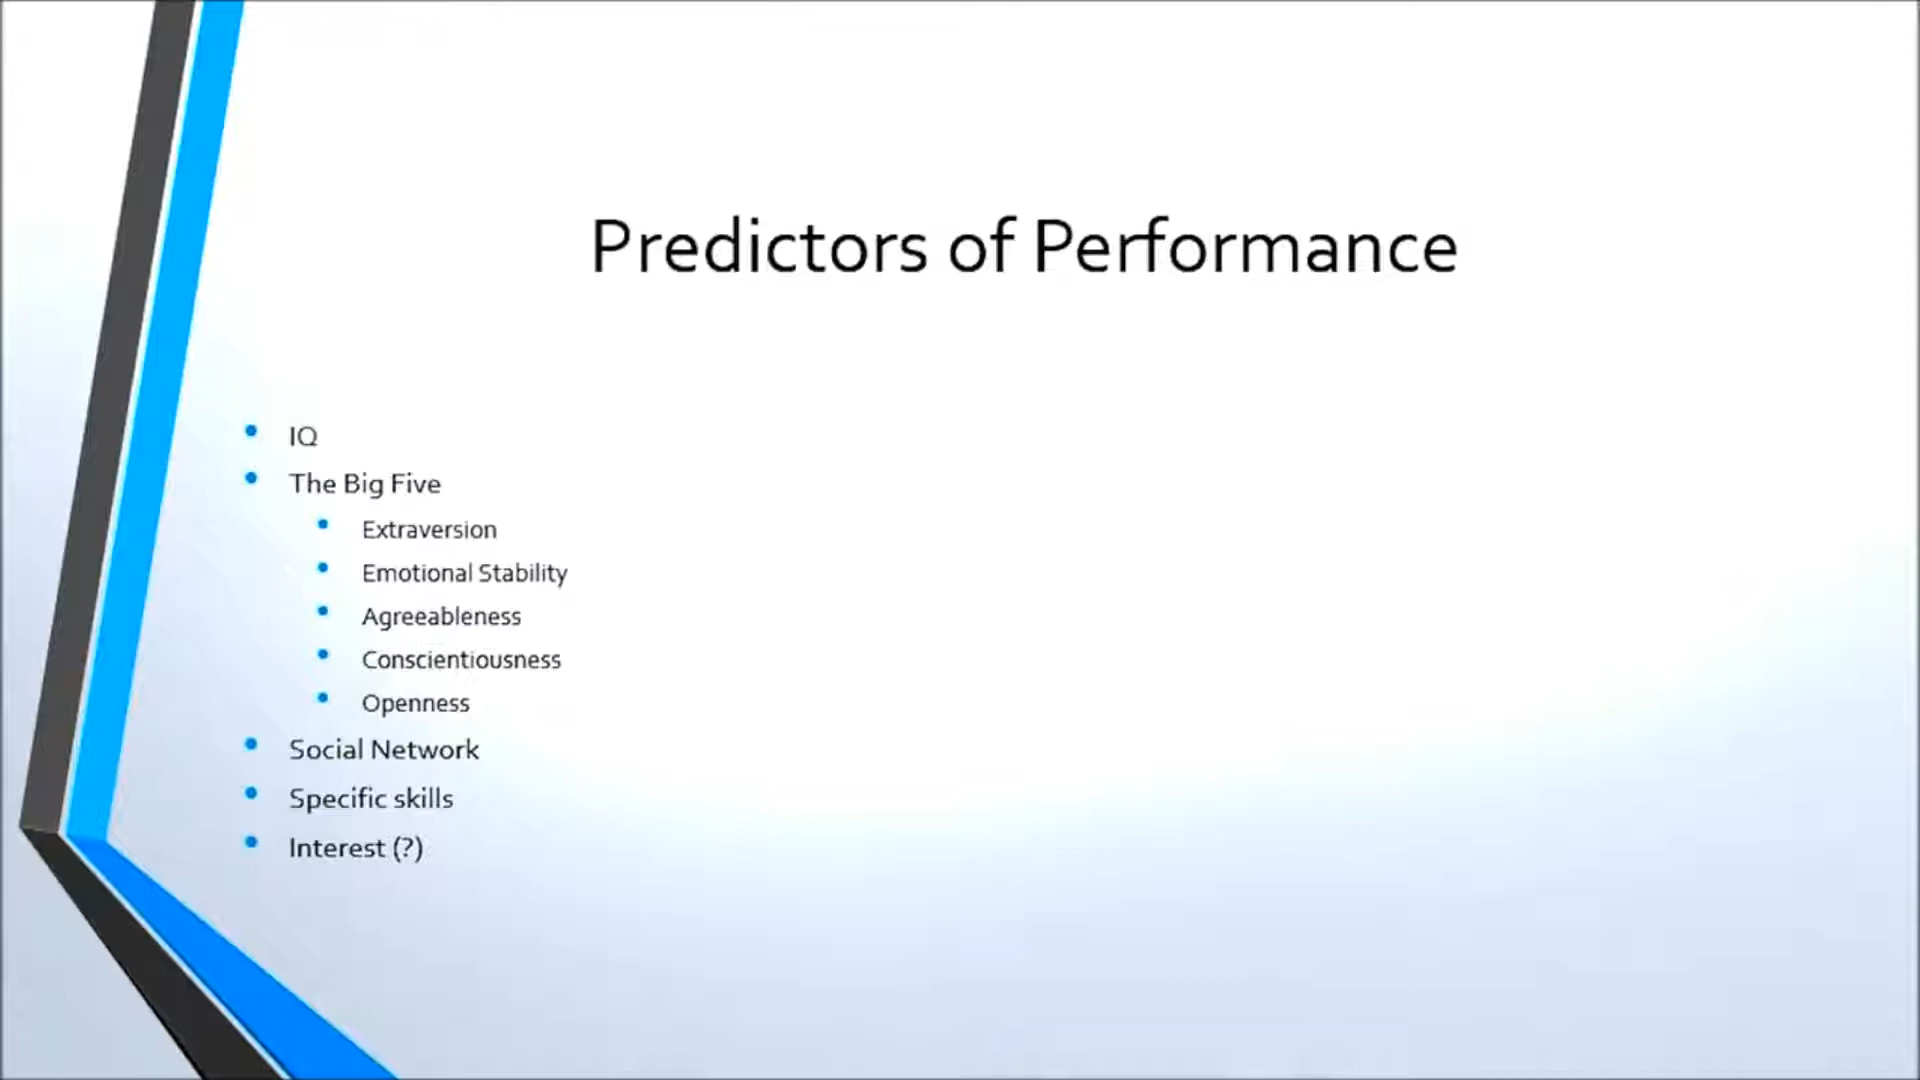 Predictors of Performance
• IQ
• The Big Five
• Extraversion
• Emotional Stability
• Agreeableness
• Conscientiousness
• Openness
• Social Network
• Specific skills
• Interest (?)